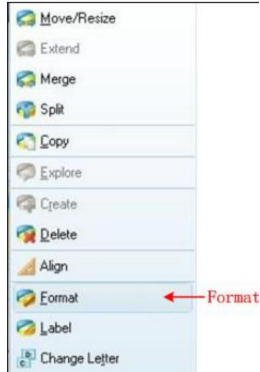 Move/Resize
Extend
Merge
Split
Copy
Explore
Create
Delete
Align
Format Format
Label
Change Letter